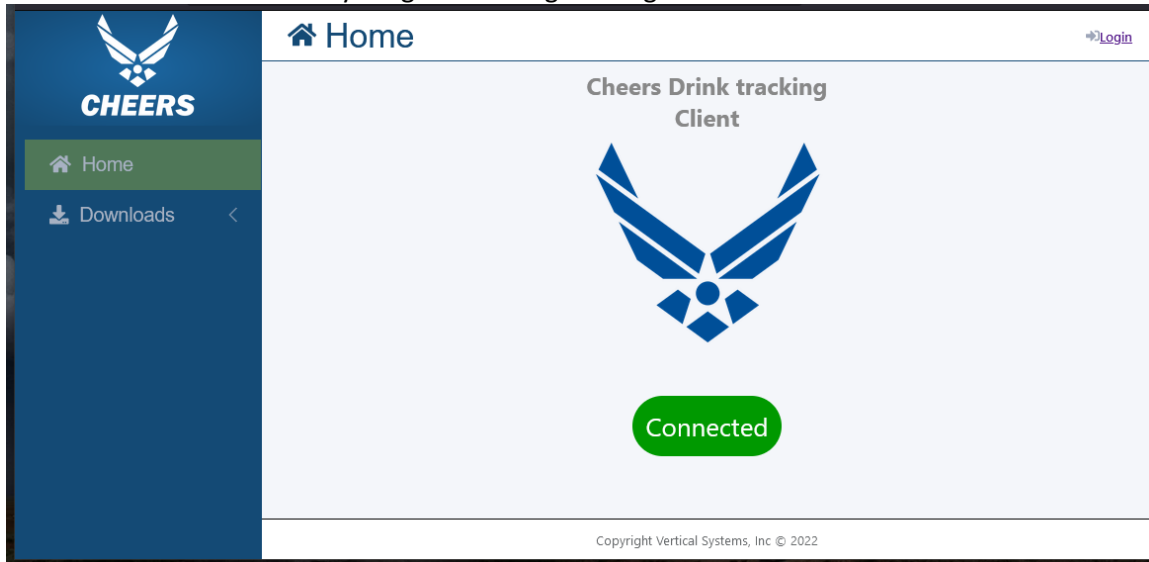 CHEERS
Home
Downloads
Home
Login
Cheers Drink tracking
Client
Connected
Copyright Vertical Systems, Inc © 2022